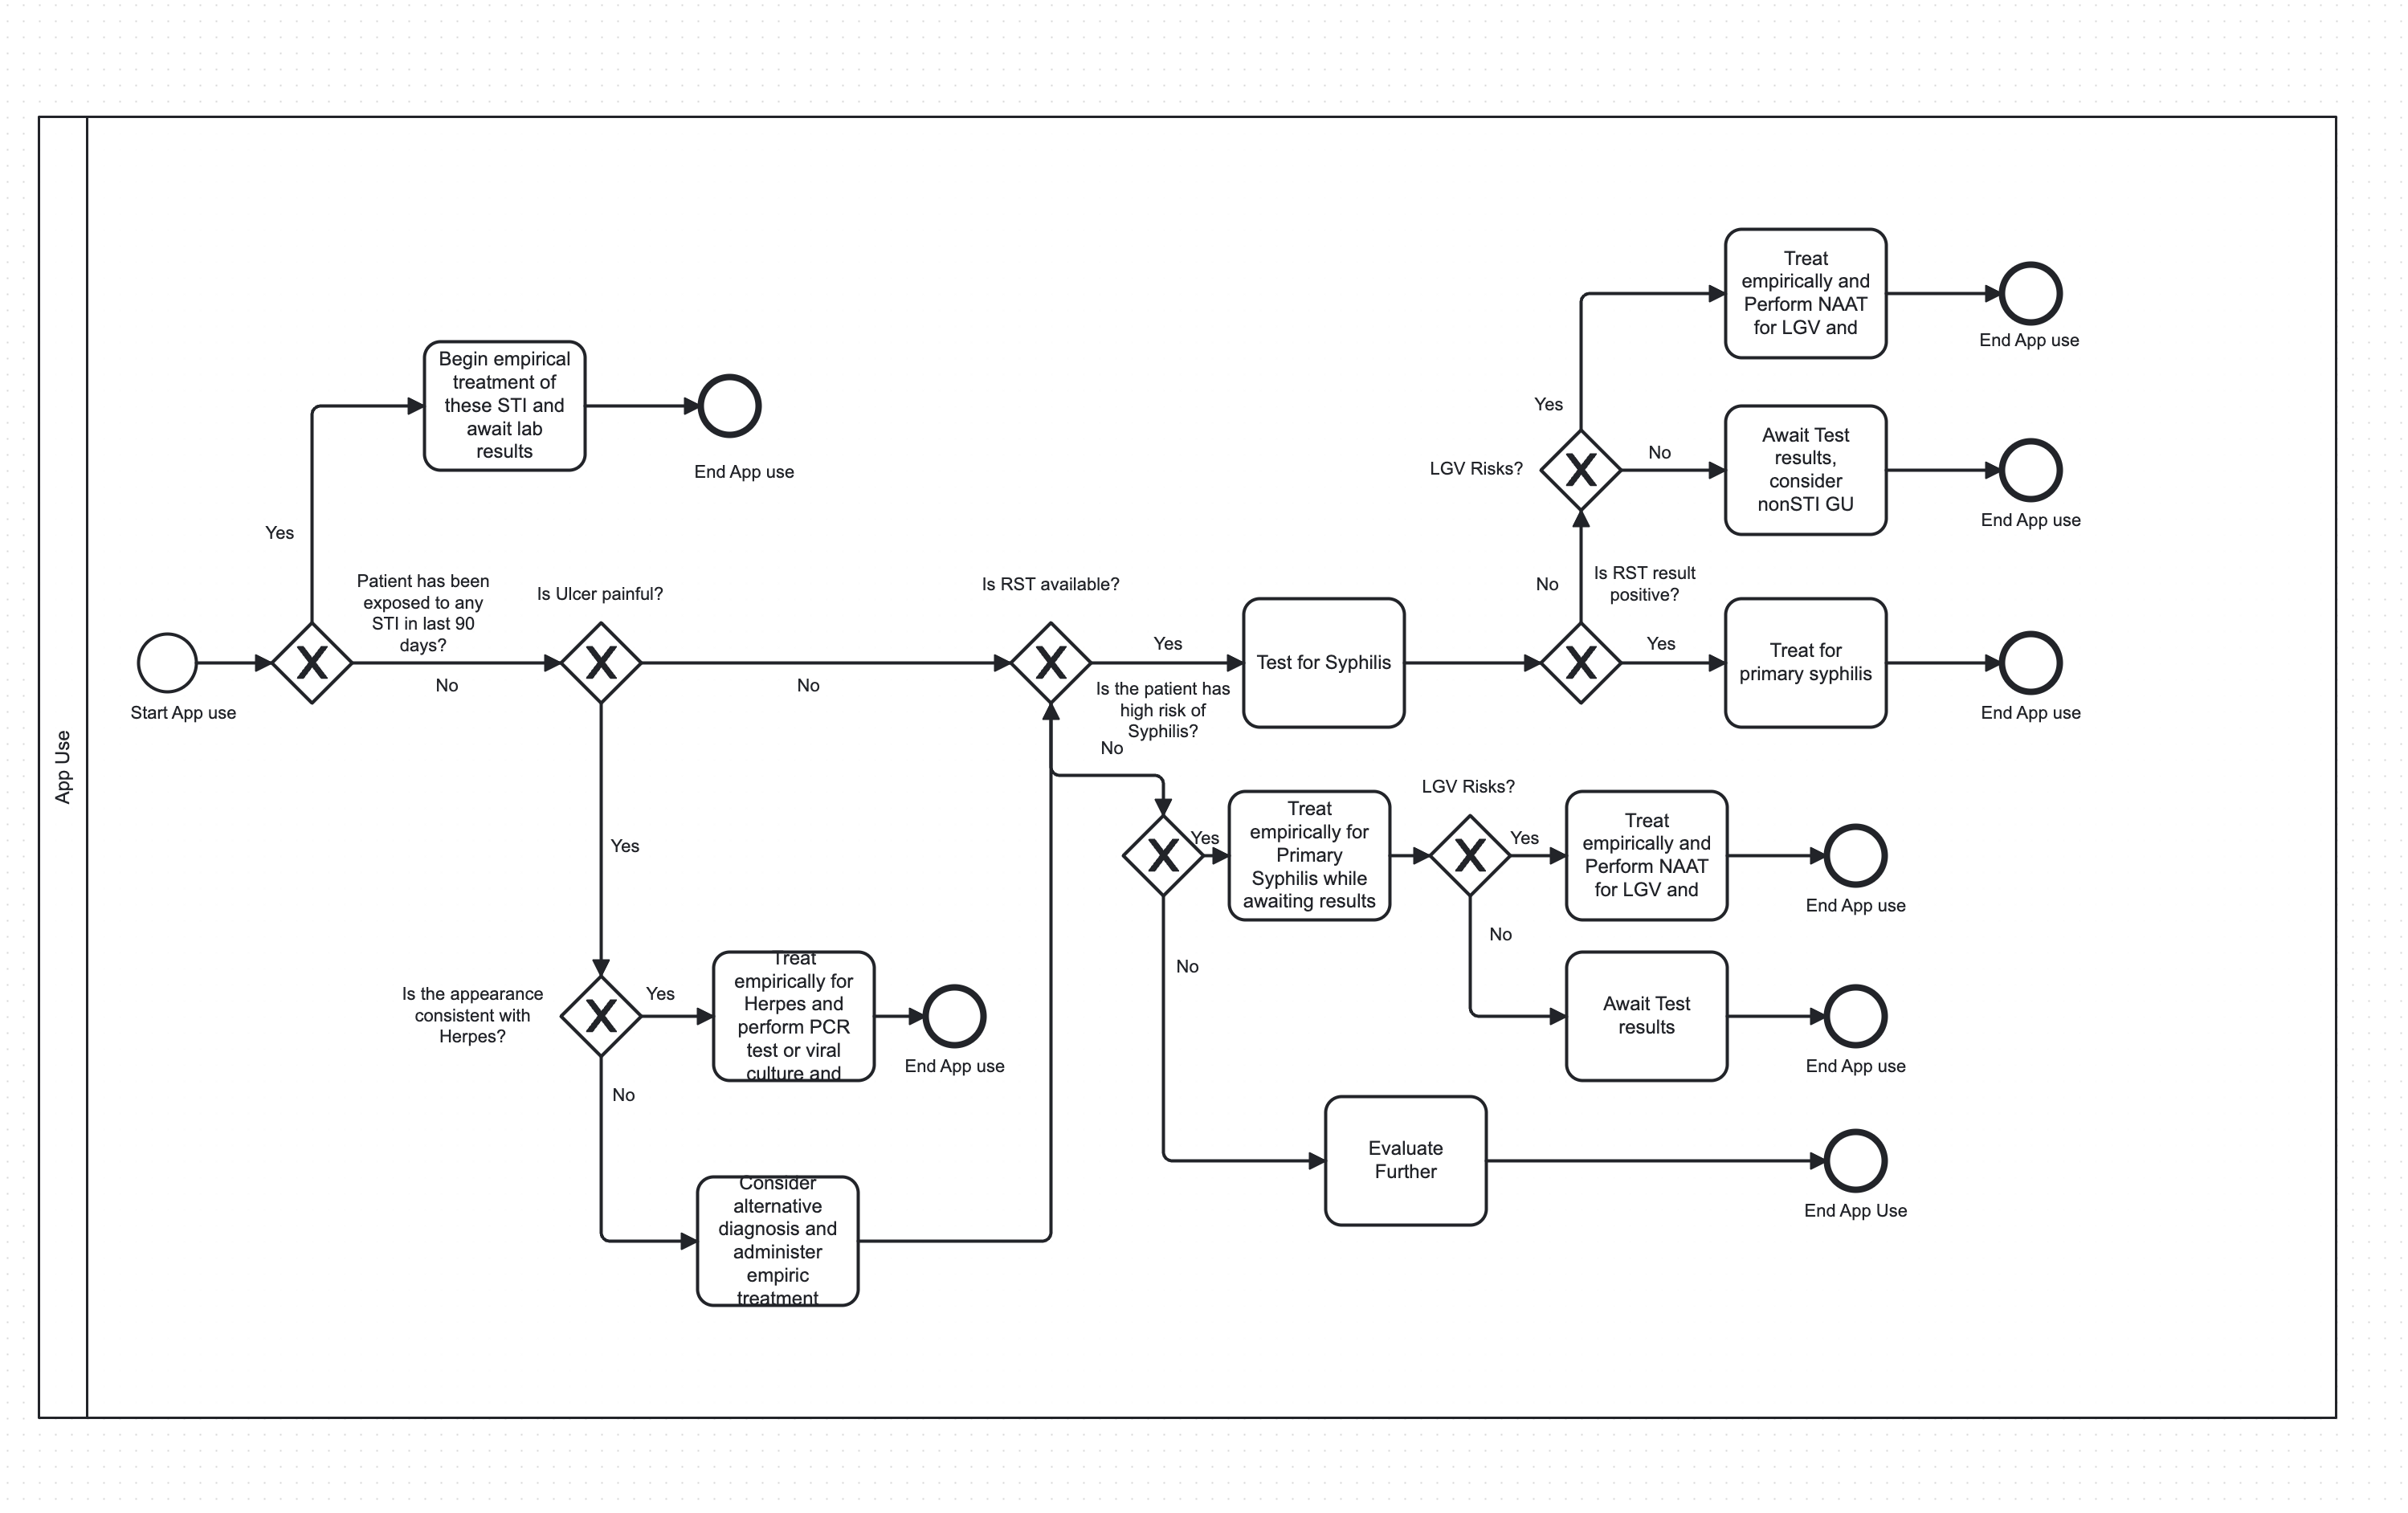 App Use
Start App use
Yes
Begin empirical
treatment of
these STI and
await lab
results
End App use
Patient has been
exposed to any
STI in last 90
days?
No
Is Ulcer painful?
No
Yes
Is the appearance
consistent with
Herpes?
Yes
Treat
empirically for
Herpes and
perform PCR
test or viral
culture and
End App use
No
Consider
alternative
diagnosis and
administer
empiric
treatment
Is RST available?
Yes
Test for Syphilis
Is the patient has
high risk of
Syphilis?
No
Is RST result
positive?
Yes
Treat for
primary syphilis
End App use
No
LGV Risks?
Yes
Treat
empirically and
Perform NAAT
for LGV and
End App use
No
Await Test
results,
consider
nonSTI GU
End App use
Yes
Treat
empirically for
Primary
Syphilis while
awaiting results
LGV Risks?
Yes
Treat
empirically and
Perform NAAT
for LGV and
End App use
No
Await Test
results
End App use
No
Evaluate
Further
End App Use